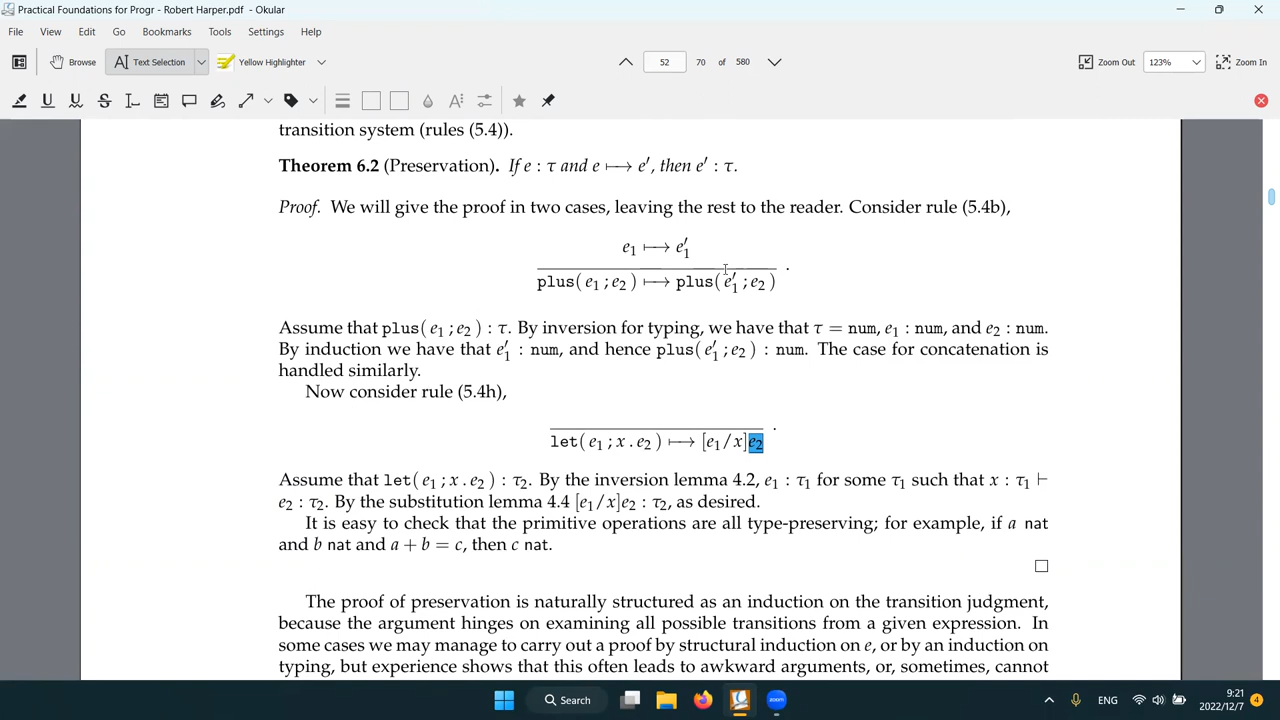 Practical Foundations for Progr - Robert Harper.pdf - Okular
File View Edit Go Bookmarks Tools Settings Help
Browse Text Selection Yellow Highlighter 52 70 of 580 Zoom Out 123% Zoom In
transition system (rules (5.4)).
Theorem 6.2 (Preservation). If e : τ and e ⟼ e′, then e′ : τ.
Proof. We will give the proof in two cases, leaving the rest to the reader. Consider rule (5.4b),
e₁ ⟼ e₁′
plus( e₁ ; e₂ ) ⟼ plus( e₁′ ; e₂ ) .
Assume that plus( e₁ ; e₂ ) : τ. By inversion for typing, we have that τ = num, e₁ : num, and e₂ : num.
By induction we have that e₁′ : num, and hence plus( e₁′ ; e₂ ) : num. The case for concatenation is
handled similarly.
Now consider rule (5.4h),
let( e₁ ; x . e₂ ) ⟼ [e₁/x]e₂ .
Assume that let( e₁ ; x . e₂ ) : τ₂. By the inversion lemma 4.2, e₁ : τ₁ for some τ₁ such that x : τ₁ ⊢
e₂ : τ₂. By the substitution lemma 4.4 [e₁/x]e₂ : τ₂, as desired.
It is easy to check that the primitive operations are all type-preserving; for example, if a nat
and b nat and a + b = c, then c nat.
The proof of preservation is naturally structured as an induction on the transition judgment,
because the argument hinges on examining all possible transitions from a given expression. In
some cases we may manage to carry out a proof by structural induction on e, or by an induction on
typing, but experience shows that this often leads to awkward arguments, or, sometimes, cannot
Search zoom ENG 9:21
2022/12/7 4